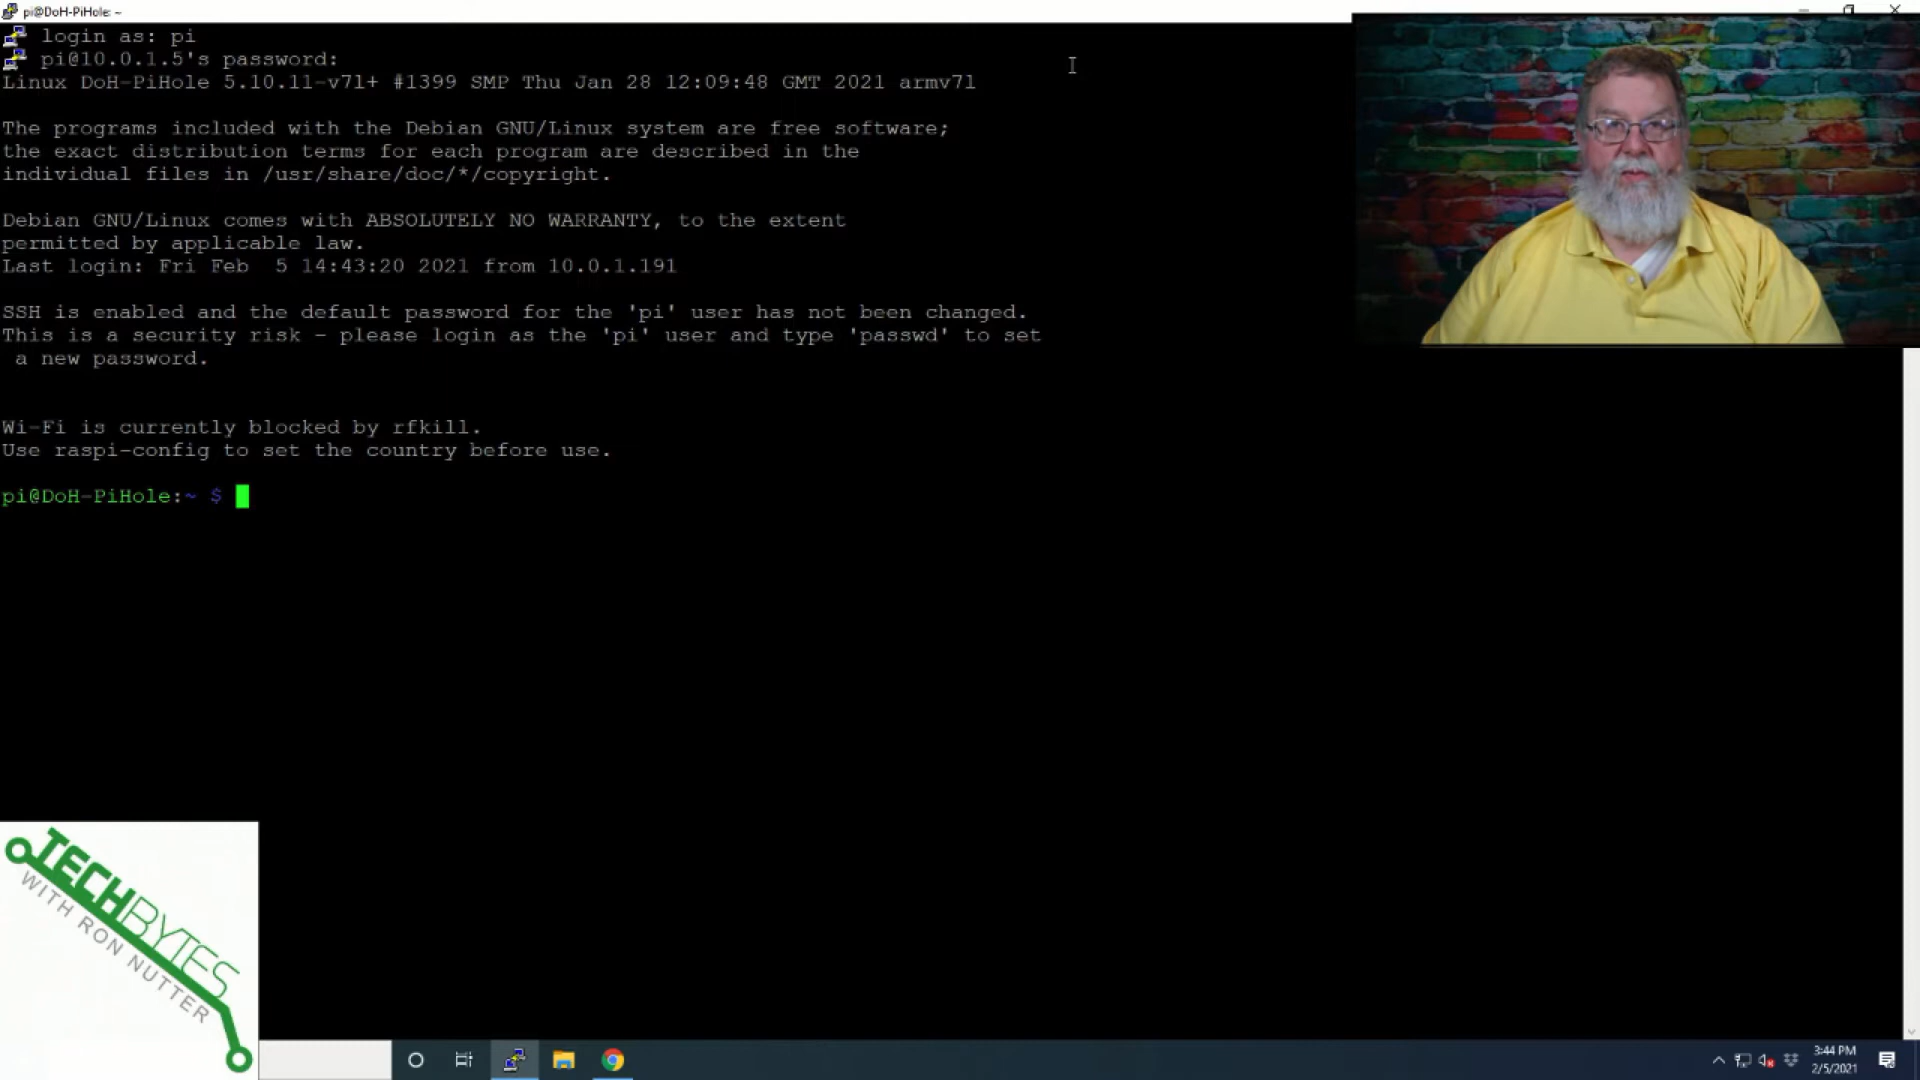 pi@DoH-PiHole: ~
login as: pi
pi@10.0.1.5's password:
Linux DoH-PiHole 5.10.11-v7l+ #1399 SMP Thu Jan 28 12:09:48 GMT 2021 armv7l
The programs included with the Debian GNU/Linux system are free software;
the exact distribution terms for each program are described in the
individual files in /usr/share/doc/*/copyright.
Debian GNU/Linux comes with ABSOLUTELY NO WARRANTY, to the extent
permitted by applicable law.
Last login: Fri Feb  5 14:43:20 2021 from 10.0.1.191
SSH is enabled and the default password for the 'pi' user has not been changed.
This is a security risk - please login as the 'pi' user and type 'passwd' to set
 a new password.
Wi-Fi is currently blocked by rfkill.
Use raspi-config to set the country before use.
pi@DoH-PiHole:~ $
TECHBYTES
WITH RON NUTTER
3:44 PM
2/5/2021